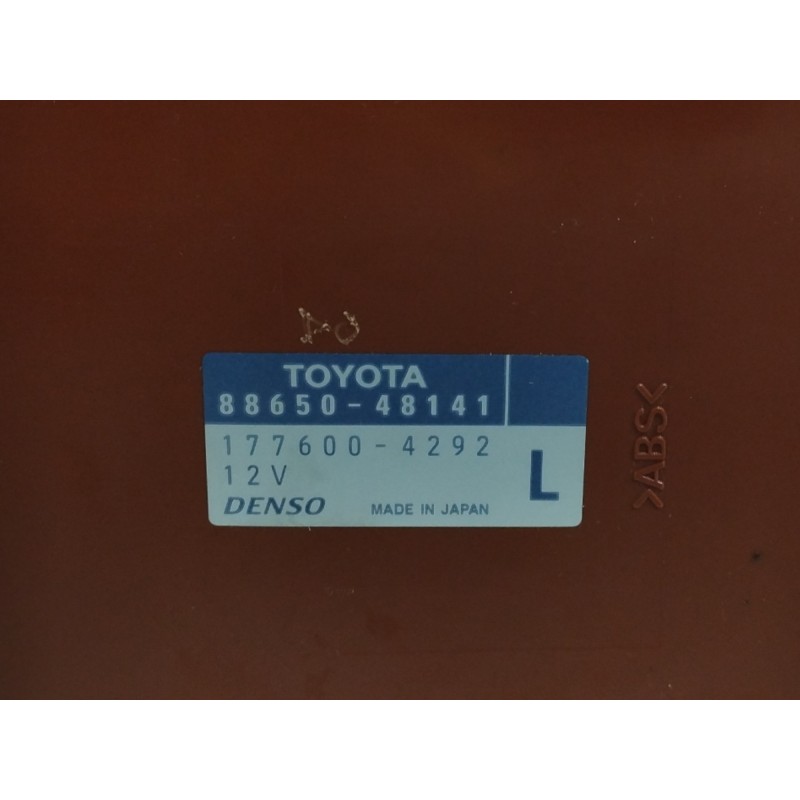 TOYOTA
88650-48141
177600-4292
12V
L
DENSO MADE IN JAPAN
>ABS<